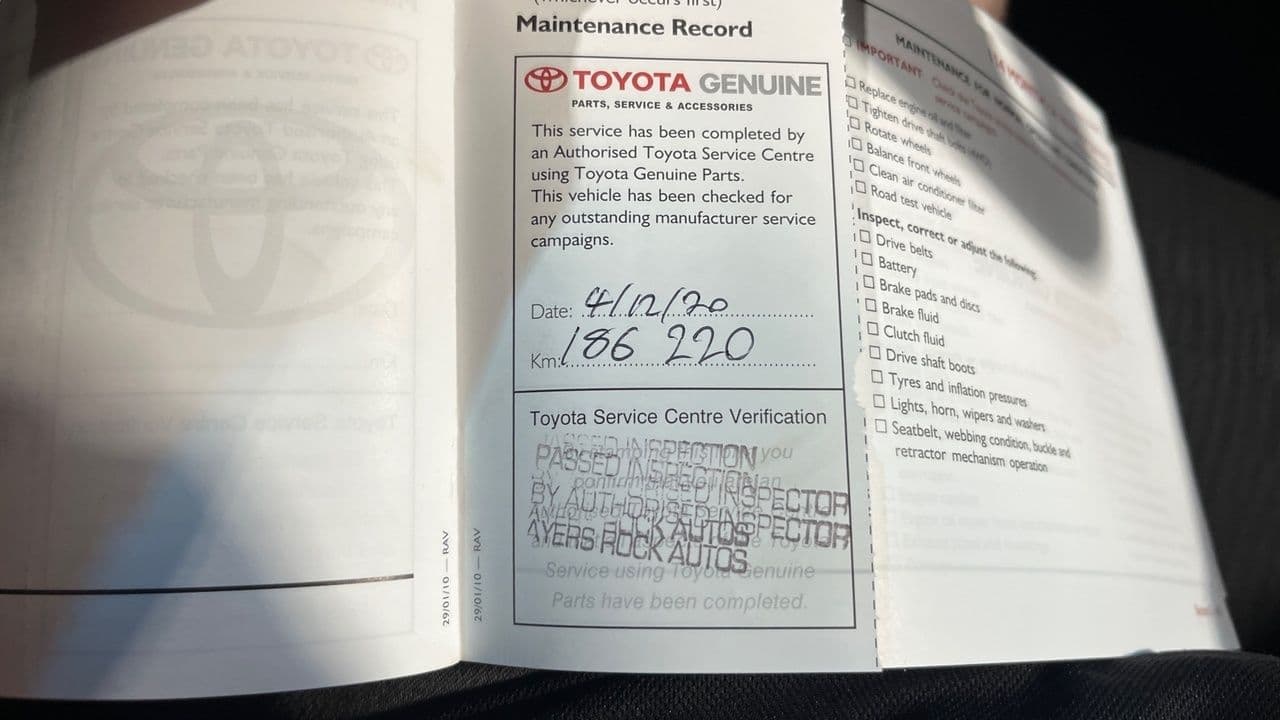 Maintenance Record
TOYOTA GENUINE
PARTS, SERVICE & ACCESSORIES
This service has been completed by
an Authorised Toyota Service Centre
using Toyota Genuine Parts.
This vehicle has been checked for
any outstanding manufacturer service
campaigns.
Date: 4/12/20
Km: 186 220
Toyota Service Centre Verification
PASSED INSPECTION
BY AUTHORISED INSPECTOR
AYERS ROCK AUTOS
Service using Toyota Genuine
Parts have been completed.
29/01/10 — RAV
29/01/10 — RAV
IMPORTANT
Replace engine oil and filter
Tighten drive shaft bolts
Rotate wheels
Balance front wheels
Clean air conditioner filter
Road test vehicle
Inspect, correct or adjust the following:
Drive belts
Battery
Brake pads and discs
Brake fluid
Clutch fluid
Drive shaft boots
Tyres and inflation pressures
Lights, horn, wipers and washers
Seatbelt, webbing condition, buckle and
retractor mechanism operation